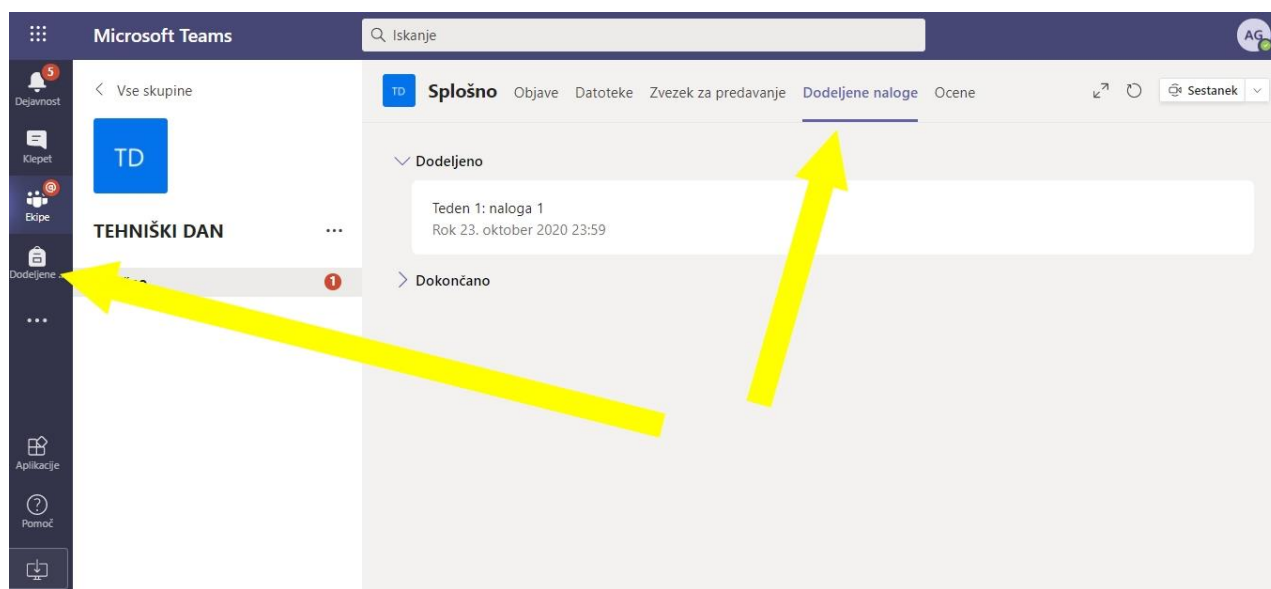 Microsoft Teams
Iskanje
AG
5
Dejavnost
Klepet
@
Ekipe
Dodeljene ...
Aplikacije
Pomoč
Vse skupine
TD
TEHNIŠKI DAN
1
TD Splošno Objave Datoteke Zvezek za predavanje Dodeljene naloge Ocene Sestanek
Dodeljeno
Teden 1: naloga 1
Rok 23. oktober 2020 23:59
Dokončano